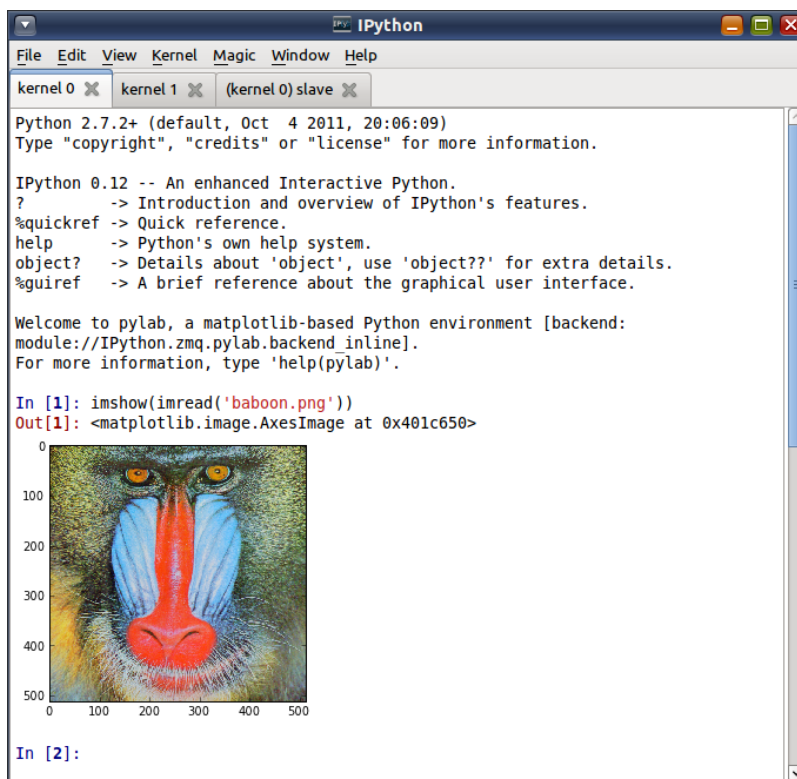 IPython
File Edit View Kernel Magic Window Help
kernel 0 kernel 1 (kernel 0) slave
Python 2.7.2+ (default, Oct  4 2011, 20:06:09)
Type "copyright", "credits" or "license" for more information.

IPython 0.12 -- An enhanced Interactive Python.
?         -> Introduction and overview of IPython's features.
%quickref -> Quick reference.
help      -> Python's own help system.
object?   -> Details about 'object', use 'object??' for extra details.
%guiref   -> A brief reference about the graphical user interface.

Welcome to pylab, a matplotlib-based Python environment [backend:
module://IPython.zmq.pylab.backend_inline].
For more information, type 'help(pylab)'.

In [1]: imshow(imread('baboon.png'))
Out[1]: <matplotlib.image.AxesImage at 0x401c650>
0
100
200
300
400
500
0 100 200 300 400 500
In [2]: